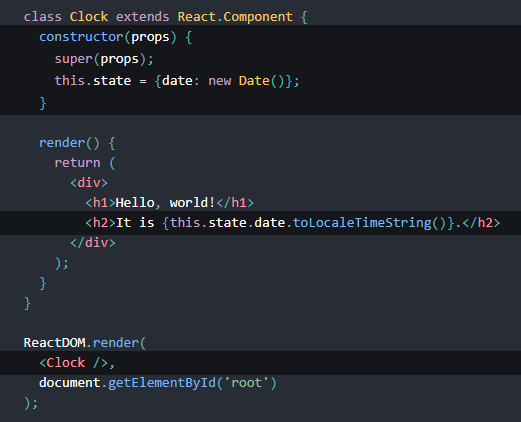 class Clock extends React.Component {
  constructor(props) {
    super(props);
    this.state = {date: new Date()};
  }

  render() {
    return (
      <div>
        <h1>Hello, world!</h1>
        <h2>It is {this.state.date.toLocaleTimeString()}.</h2>
      </div>
    );
  }
}

ReactDOM.render(
  <Clock />,
  document.getElementById('root')
);